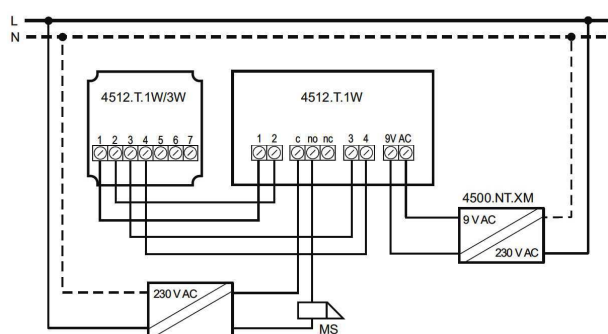 L
N
4512.T.1W/3W
4512.T.1W
1 2 3 4 5 6 7
1 2 c no nc 3 4 9V AC
4500.NT.XM
9 V AC
230 V AC
230 V AC
MS